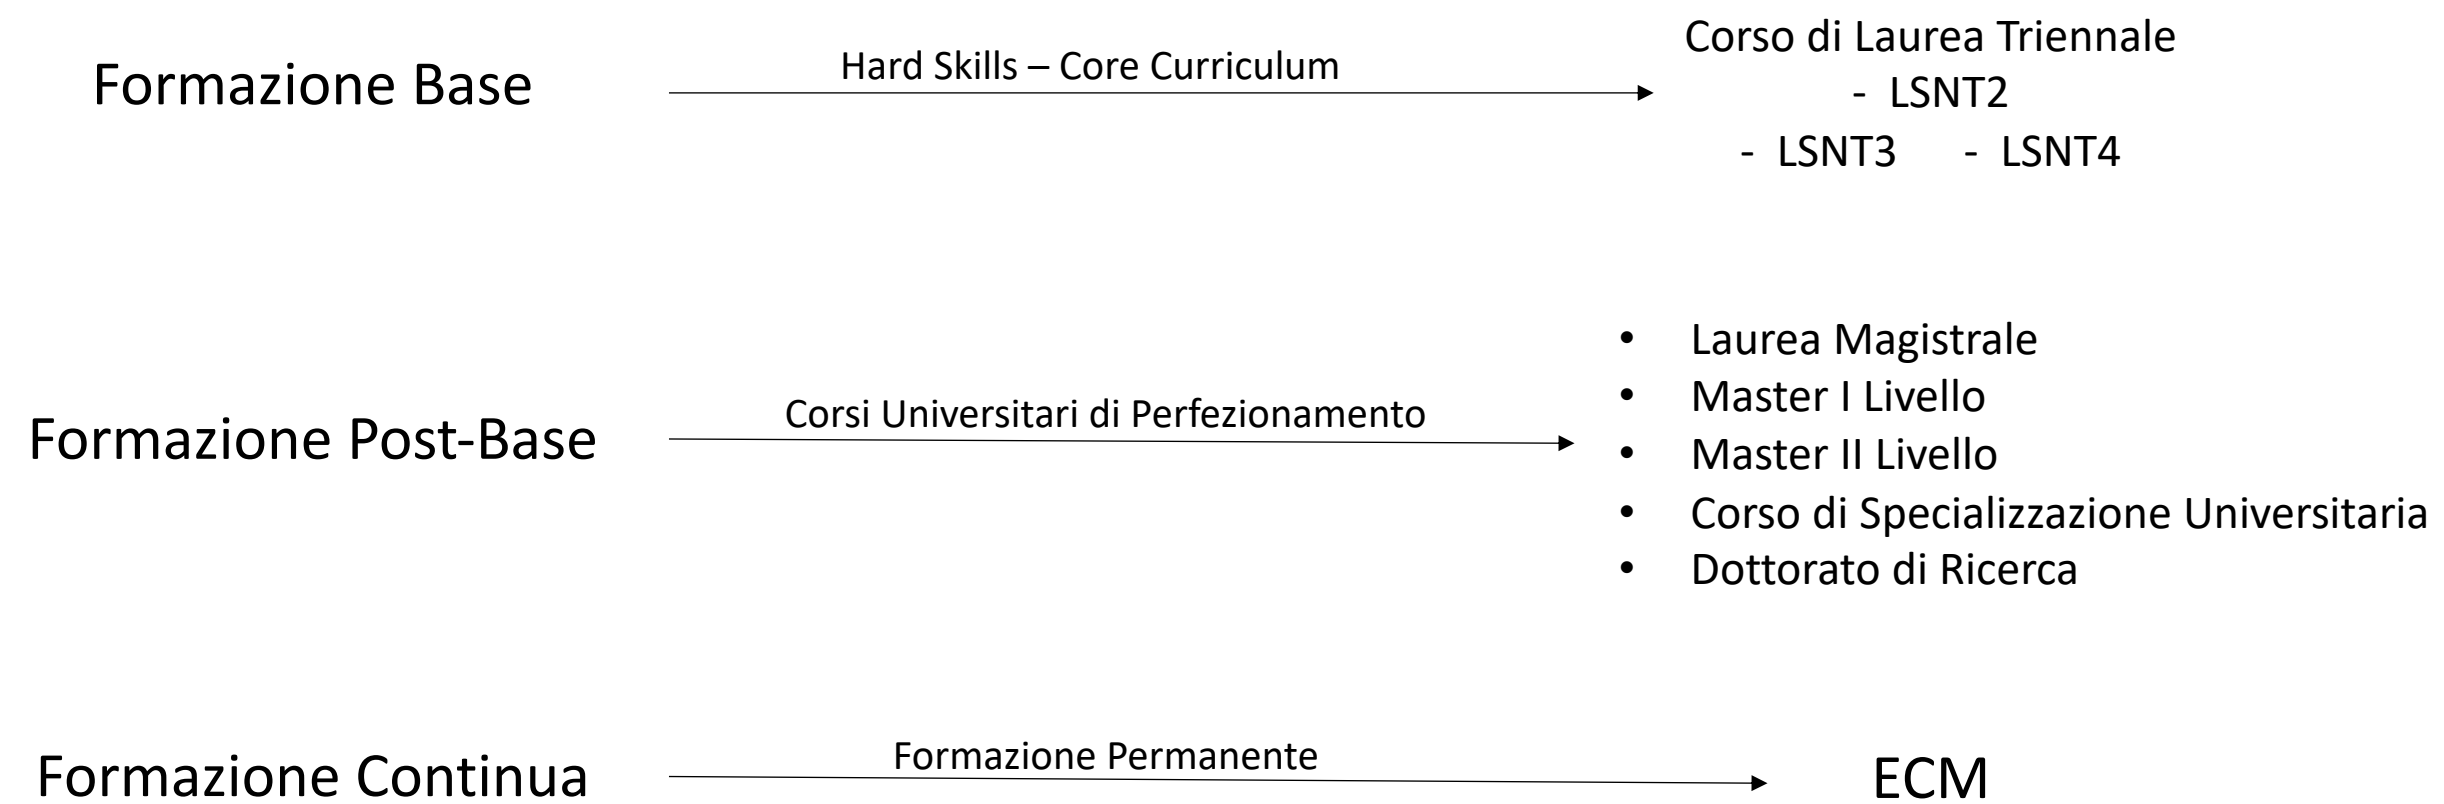 Formazione Base
Hard Skills – Core Curriculum
Corso di Laurea Triennale
- LSNT2
- LSNT3 - LSNT4
Formazione Post-Base
Corsi Universitari di Perfezionamento
• Laurea Magistrale
• Master I Livello
• Master II Livello
• Corso di Specializzazione Universitaria
• Dottorato di Ricerca
Formazione Continua
Formazione Permanente
ECM